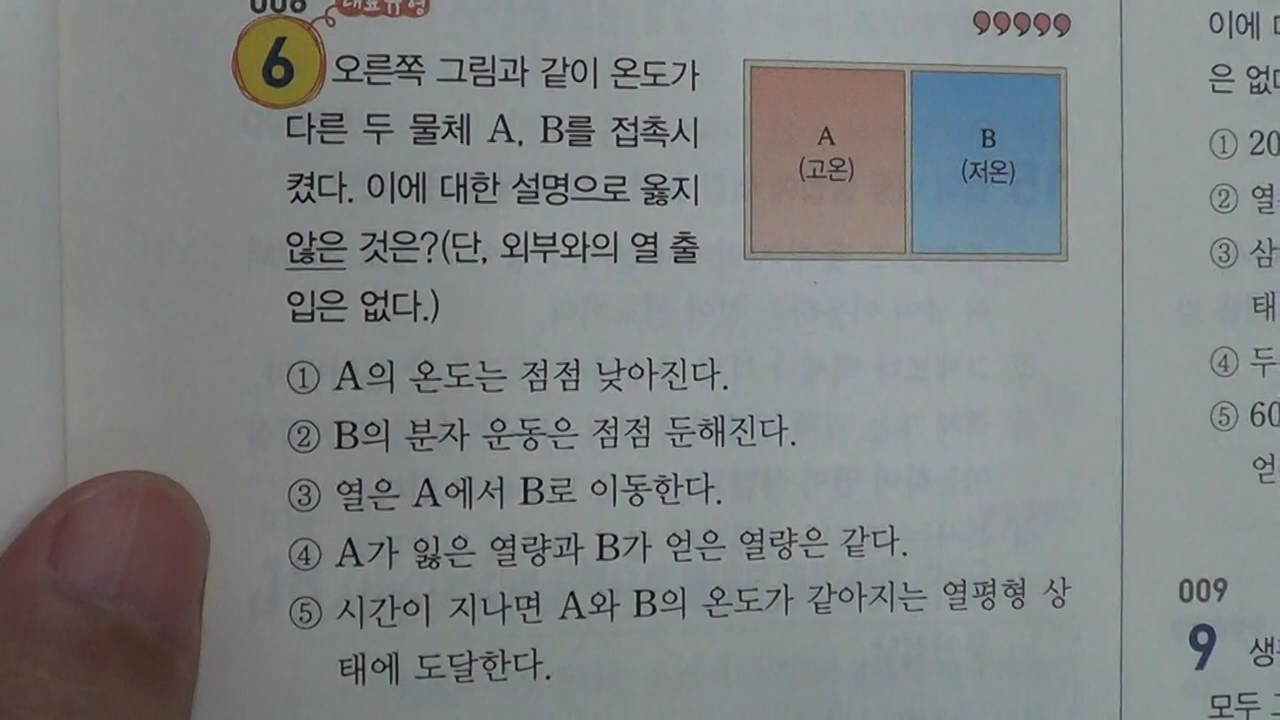 대표유형
6 오른쪽 그림과 같이 온도가
다른 두 물체 A, B를 접촉시
켰다. 이에 대한 설명으로 옳지
않은 것은?(단, 외부와의 열 출
입은 없다.)
A
(고온)
B
(저온)
① A의 온도는 점점 낮아진다.
② B의 분자 운동은 점점 둔해진다.
③ 열은 A에서 B로 이동한다.
④ A가 잃은 열량과 B가 얻은 열량은 같다.
⑤ 시간이 지나면 A와 B의 온도가 같아지는 열평형 상
태에 도달한다.
이에
은
① 20
② 열
③
태
④ 두
⑤ 60
얻
009
9
모두